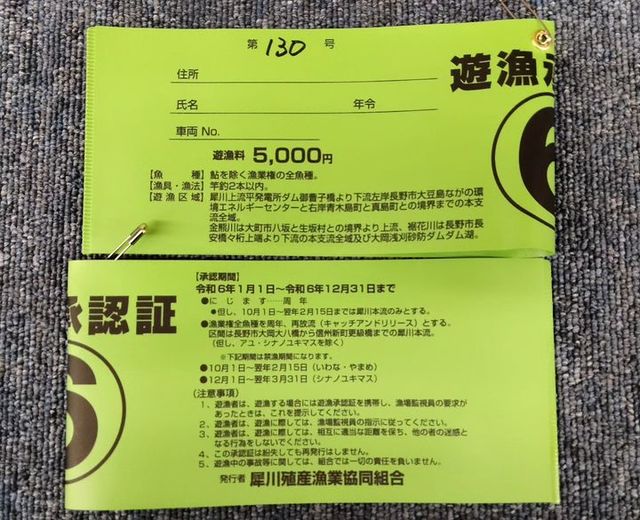 第 130 号
住所
氏名 年令
車両 No.
遊漁料 5,000円
遊漁承
6
【魚 種】鮎を除く漁業権の全魚種。
【漁具・漁法】竿釣2本以内。
【遊漁区域】犀川上流平発電所ダム御曹子橋より下流左岸長野市大豆島ながの環
境エネルギーセンターと右岸青木島町と真島町との境界までの本支
流全域。
金熊川は大町市八坂と生坂村との境界より上流、裾花川は長野市長
安橋々桁上端より下流の本支流全域及び大岡浅刈砂防ダムダム湖。
承認証
6
【承認期間】
令和6年1月1日〜令和6年12月31日まで
●にじます……周 年
●但し、10月1日〜翌年2月15日までは犀川本流のみとする。
●漁業権全魚種を周年、再放流（キャッチアンドリリース）とする。
区間は長野市大岡大八橋から信州新町更級橋までの犀川本流。
（但し、アユ・シナノユキマスを除く）
※下記期間は禁漁期間になります。
●10月1日〜翌年2月15日（いわな・やまめ）
●12月1日〜翌年3月31日（シナノユキマス）
（注意事項）
1、遊漁者は、遊漁する場合には遊漁承認証を携帯し、漁場監視員の要求が
あったときは、これを提示してください。
2、遊漁者は、遊漁に際しては、漁場監視員の指示に従ってください。
3、遊漁者は、遊漁に際しては、相互に適当な距離を保ち、他の者の迷惑と
なる行為をしないでください。
4、この承認証は紛失しても再発行はしません。
5、遊漁中の事故等に関しては、組合では一切の責任を負いません。
発行者 犀川殖産漁業協同組合